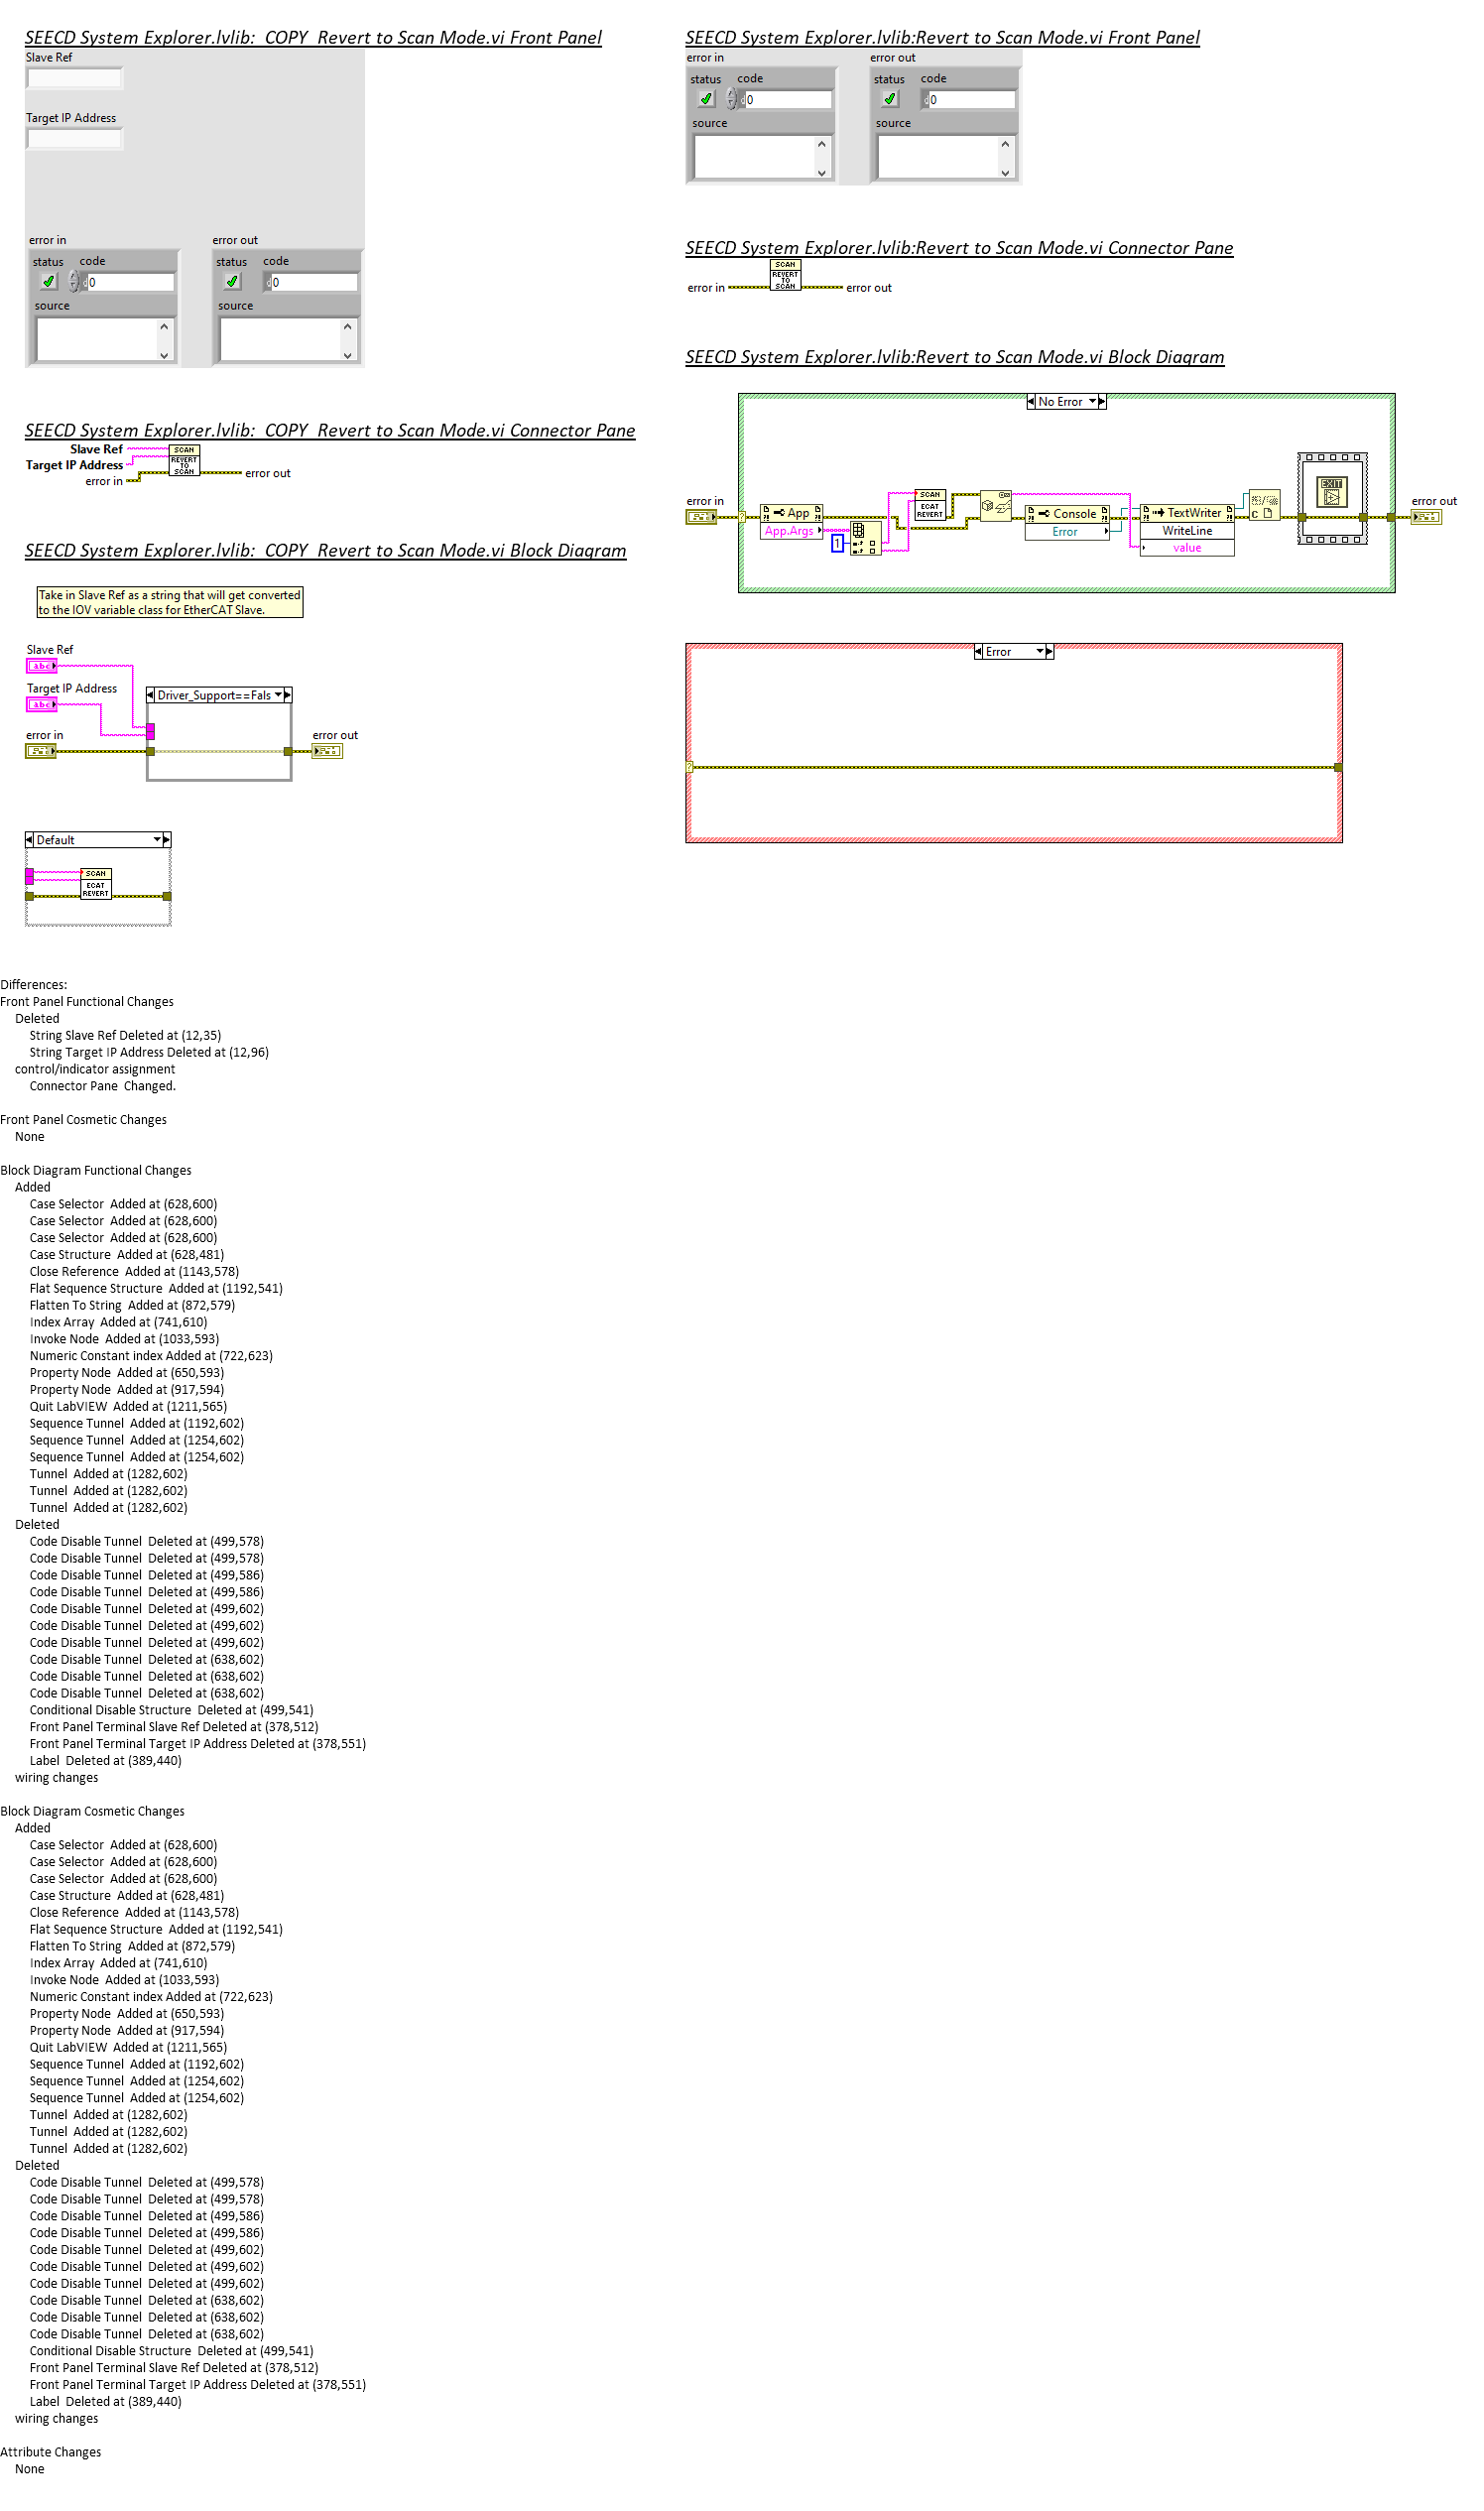 SEECD System Explorer.lvlib:  COPY  Revert to Scan Mode.vi Front Panel
Slave Ref
Target IP Address
error in
status
code
0
source
error out
status
code
0
source
SEECD System Explorer.lvlib:  COPY  Revert to Scan Mode.vi Connector Pane
Slave Ref
Target IP Address
error in
SCAN
REVERT
TO
SCAN
error out
SEECD System Explorer.lvlib:  COPY  Revert to Scan Mode.vi Block Diagram
Take in Slave Ref as a string that will get converted
to the IOV variable class for EtherCAT Slave.
Slave Ref
abc
Target IP Address
abc
error in
Driver_Support==Fals
error out
Default
SCAN
ECAT
REVERT
SEECD System Explorer.lvlib:Revert to Scan Mode.vi Front Panel
error in
status
code
0
source
error out
status
code
0
source
SEECD System Explorer.lvlib:Revert to Scan Mode.vi Connector Pane
error in
SCAN
REVERT
TO
SCAN
error out
SEECD System Explorer.lvlib:Revert to Scan Mode.vi Block Diagram
No Error
error in
?
App
App.Args
1
SCAN
ECAT
REVERT
Console
Error
TextWriter
WriteLine
value
C
EXIT
error out
Error
?
Differences:
Front Panel Functional Changes
Deleted
String Slave Ref Deleted at (12,35)
String Target IP Address Deleted at (12,96)
control/indicator assignment
Connector Pane  Changed.
Front Panel Cosmetic Changes
None
Block Diagram Functional Changes
Added
Case Selector  Added at (628,600)
Case Selector  Added at (628,600)
Case Selector  Added at (628,600)
Case Structure  Added at (628,481)
Close Reference  Added at (1143,578)
Flat Sequence Structure  Added at (1192,541)
Flatten To String  Added at (872,579)
Index Array  Added at (741,610)
Invoke Node  Added at (1033,593)
Numeric Constant index Added at (722,623)
Property Node  Added at (650,593)
Property Node  Added at (917,594)
Quit LabVIEW  Added at (1211,565)
Sequence Tunnel  Added at (1192,602)
Sequence Tunnel  Added at (1254,602)
Sequence Tunnel  Added at (1254,602)
Tunnel  Added at (1282,602)
Tunnel  Added at (1282,602)
Tunnel  Added at (1282,602)
Deleted
Code Disable Tunnel  Deleted at (499,578)
Code Disable Tunnel  Deleted at (499,578)
Code Disable Tunnel  Deleted at (499,586)
Code Disable Tunnel  Deleted at (499,586)
Code Disable Tunnel  Deleted at (499,602)
Code Disable Tunnel  Deleted at (499,602)
Code Disable Tunnel  Deleted at (499,602)
Code Disable Tunnel  Deleted at (638,602)
Code Disable Tunnel  Deleted at (638,602)
Code Disable Tunnel  Deleted at (638,602)
Conditional Disable Structure  Deleted at (499,541)
Front Panel Terminal Slave Ref Deleted at (378,512)
Front Panel Terminal Target IP Address Deleted at (378,551)
Label  Deleted at (389,440)
wiring changes
Block Diagram Cosmetic Changes
Added
Case Selector  Added at (628,600)
Case Selector  Added at (628,600)
Case Selector  Added at (628,600)
Case Structure  Added at (628,481)
Close Reference  Added at (1143,578)
Flat Sequence Structure  Added at (1192,541)
Flatten To String  Added at (872,579)
Index Array  Added at (741,610)
Invoke Node  Added at (1033,593)
Numeric Constant index Added at (722,623)
Property Node  Added at (650,593)
Property Node  Added at (917,594)
Quit LabVIEW  Added at (1211,565)
Sequence Tunnel  Added at (1192,602)
Sequence Tunnel  Added at (1254,602)
Sequence Tunnel  Added at (1254,602)
Tunnel  Added at (1282,602)
Tunnel  Added at (1282,602)
Tunnel  Added at (1282,602)
Deleted
Code Disable Tunnel  Deleted at (499,578)
Code Disable Tunnel  Deleted at (499,578)
Code Disable Tunnel  Deleted at (499,586)
Code Disable Tunnel  Deleted at (499,586)
Code Disable Tunnel  Deleted at (499,602)
Code Disable Tunnel  Deleted at (499,602)
Code Disable Tunnel  Deleted at (499,602)
Code Disable Tunnel  Deleted at (638,602)
Code Disable Tunnel  Deleted at (638,602)
Code Disable Tunnel  Deleted at (638,602)
Conditional Disable Structure  Deleted at (499,541)
Front Panel Terminal Slave Ref Deleted at (378,512)
Front Panel Terminal Target IP Address Deleted at (378,551)
Label  Deleted at (389,440)
wiring changes
Attribute Changes
None